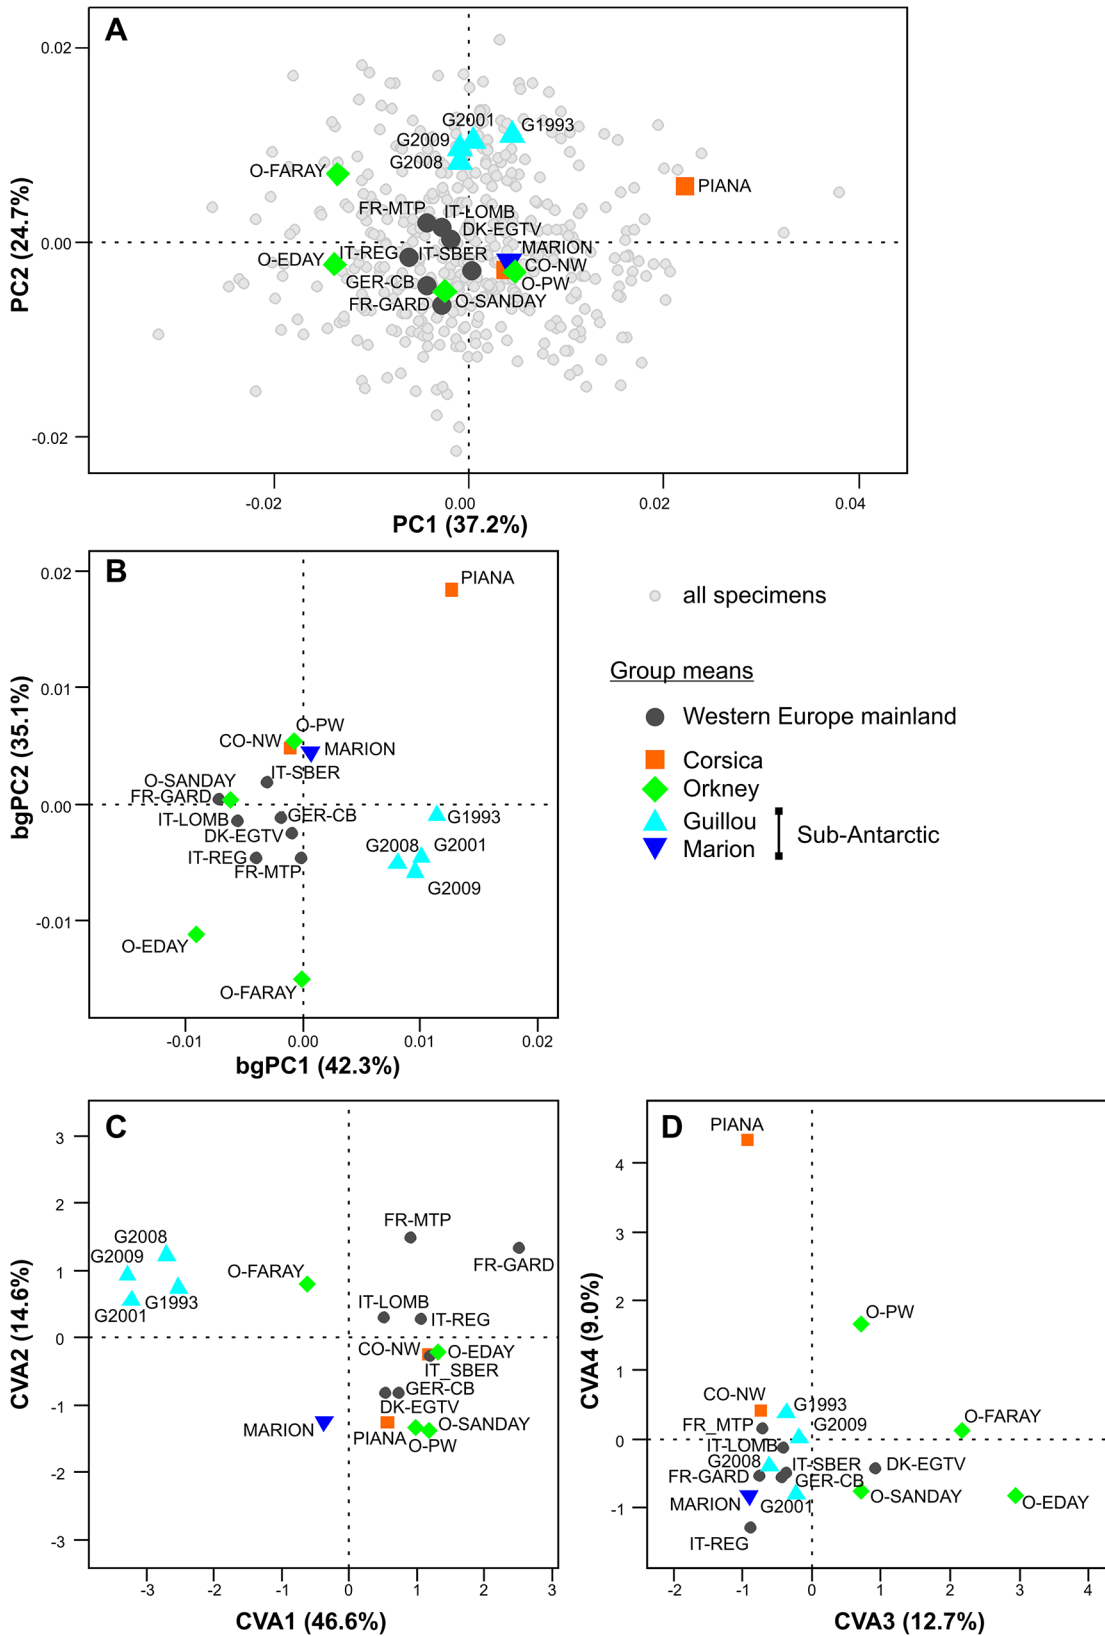 A
0.02
0.00
-0.02
PC2 (24.7%)
G2001
G1993
G2009
G2008
O-FARAY
PIANA
FR-MTP
IT-LOMB
DK-EGTV
O-EDAY
IT-REG
IT-SBER
MARION
CO-NW
GER-CB
O-PW
FR-GARD
O-SANDAY
-0.02
0.00
0.02
0.04
PC1 (37.2%)
B
0.02
0.01
0.00
-0.01
bgPC2 (35.1%)
PIANA
O-PW
CO-NW
MARION
IT-SBER
O-SANDAY
FR-GARD
IT-LOMB
GER-CB
DK-EGTV
IT-REG
FR-MTP
G1993
G2008
G2001
G2009
O-EDAY
O-FARAY
-0.01
0.00
0.01
0.02
bgPC1 (42.3%)
all specimens
Group means
Western Europe mainland
Corsica
Orkney
Guillou
Marion
Sub-Antarctic
C
3
2
1
0
-1
-2
-3
CVA2 (14.6%)
FR-MTP
G2008
G2009
FR-GARD
O-FARAY
G1993
G2001
IT-LOMB
IT-REG
CO-NW
O-EDAY
IT_SBER
GER-CB
DK-EGTV
MARION
O-SANDAY
PIANA
O-PW
-3
-2
-1
0
1
2
3
CVA1 (46.6%)
D
4
3
2
1
0
-1
CVA4 (9.0%)
PIANA
O-PW
CO-NW
G1993
O-FARAY
FR_MTP
G2009
IT-LOMB
G2008
IT-SBER
DK-EGTV
FR-GARD
GER-CB
MARION
G2001
O-SANDAY
O-EDAY
IT-REG
-2
-1
0
1
2
3
4
CVA3 (12.7%)